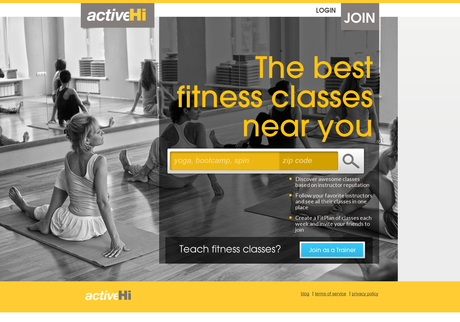 activeHi
LOGIN
JOIN
The best
fitness classes
near you
yoga, bootcamp, spin
zip code
Discover awesome classes
based on instructor reputation
Follow your favorite instructors
and see all their classes in one
place
Create a FitPlan of classes each
week and invite your friends to
join
Teach fitness classes?
Join as a Trainer
activeHi
blog | terms of service | privacy policy